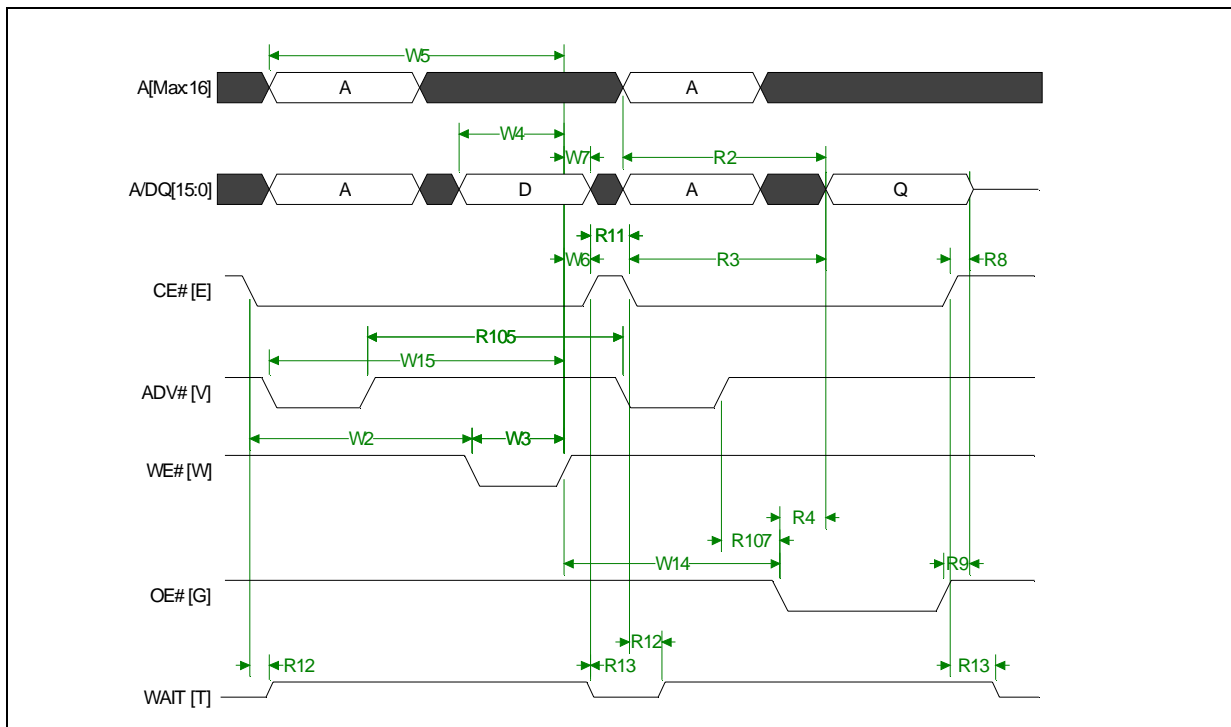 W5
A[Max:16] A A
W4 W7 R2
A/DQ[15:0] A D A Q
R11
W6 R3 R8
CE# [E]
R105
W15
ADV# [V]
W2 W3
WE# [W]
R4
R107
W14 R9
OE# [G]
R12
R12 R13 R13
WAIT [T]